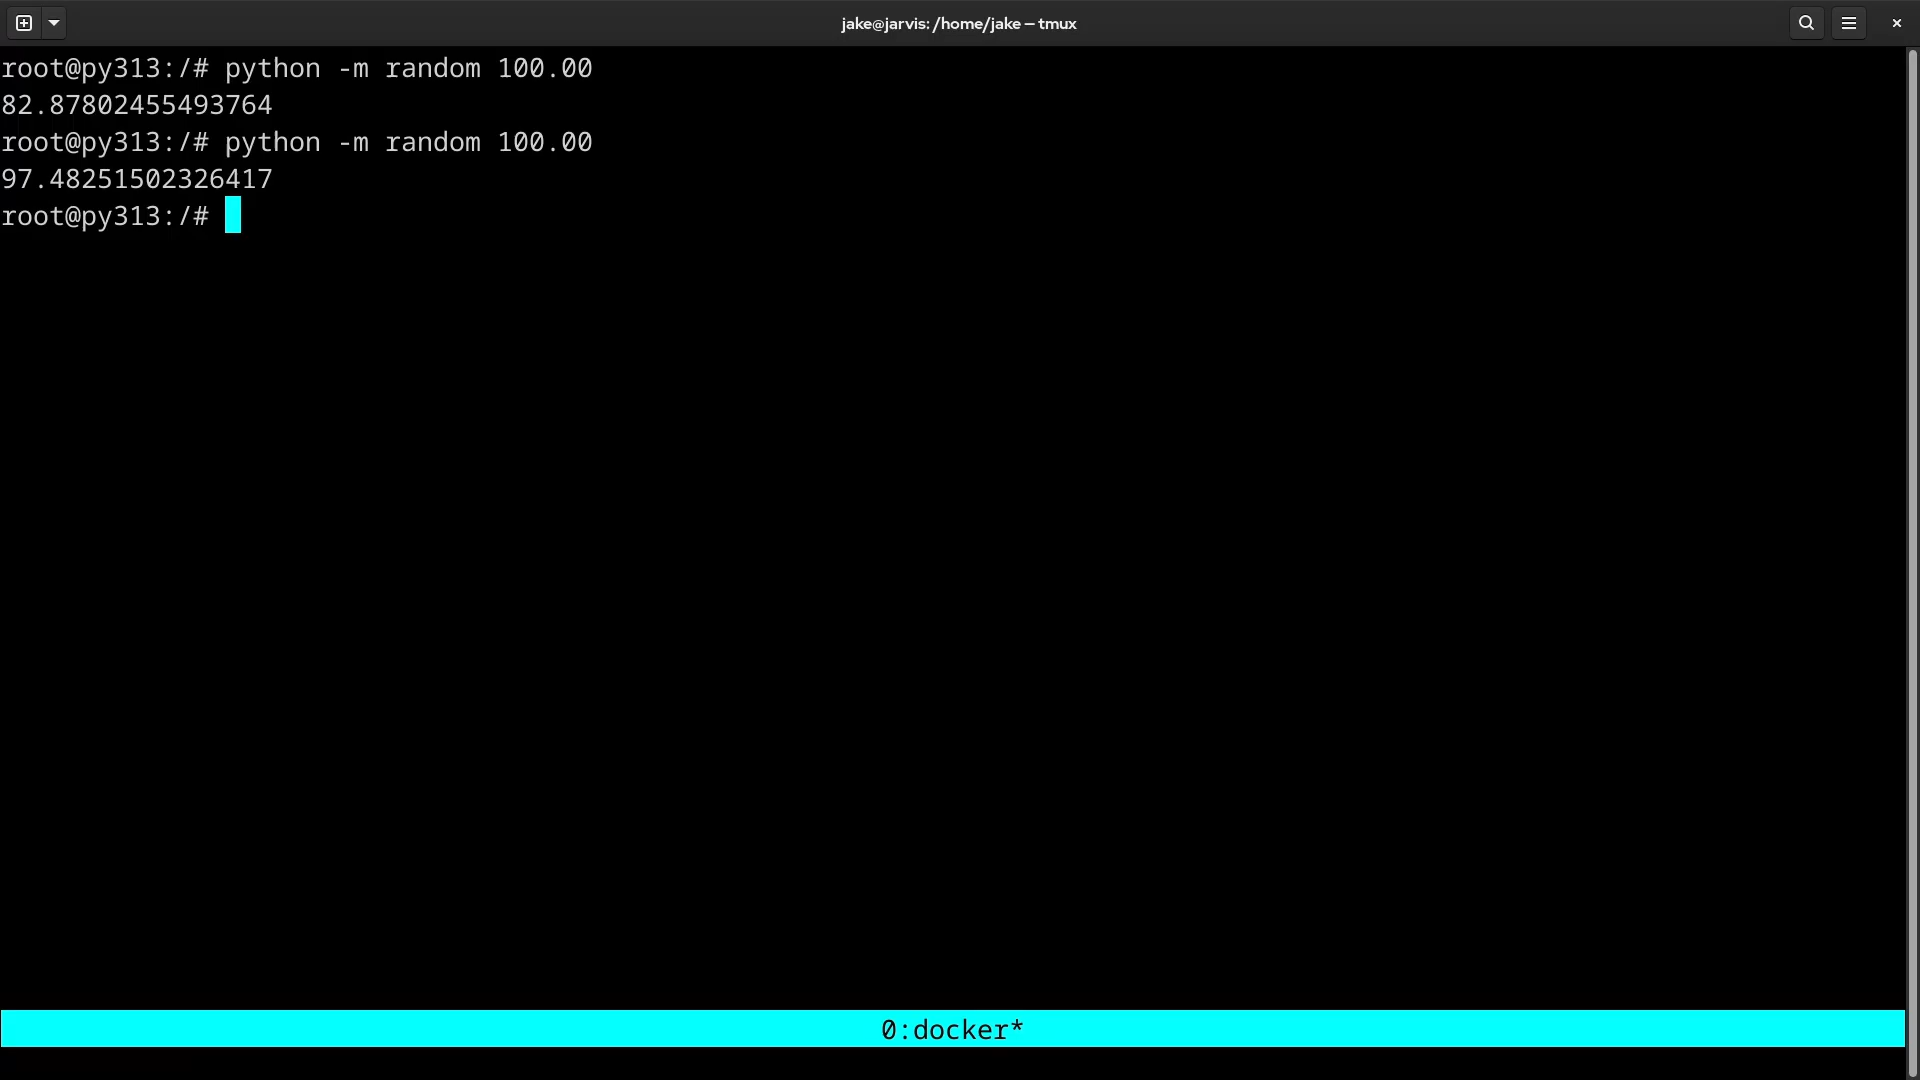 jake@jarvis: /home/jake — tmux
root@py313:/# python -m random 100.00
82.87802455493764
root@py313:/# python -m random 100.00
97.48251502326417
root@py313:/#
0:docker*